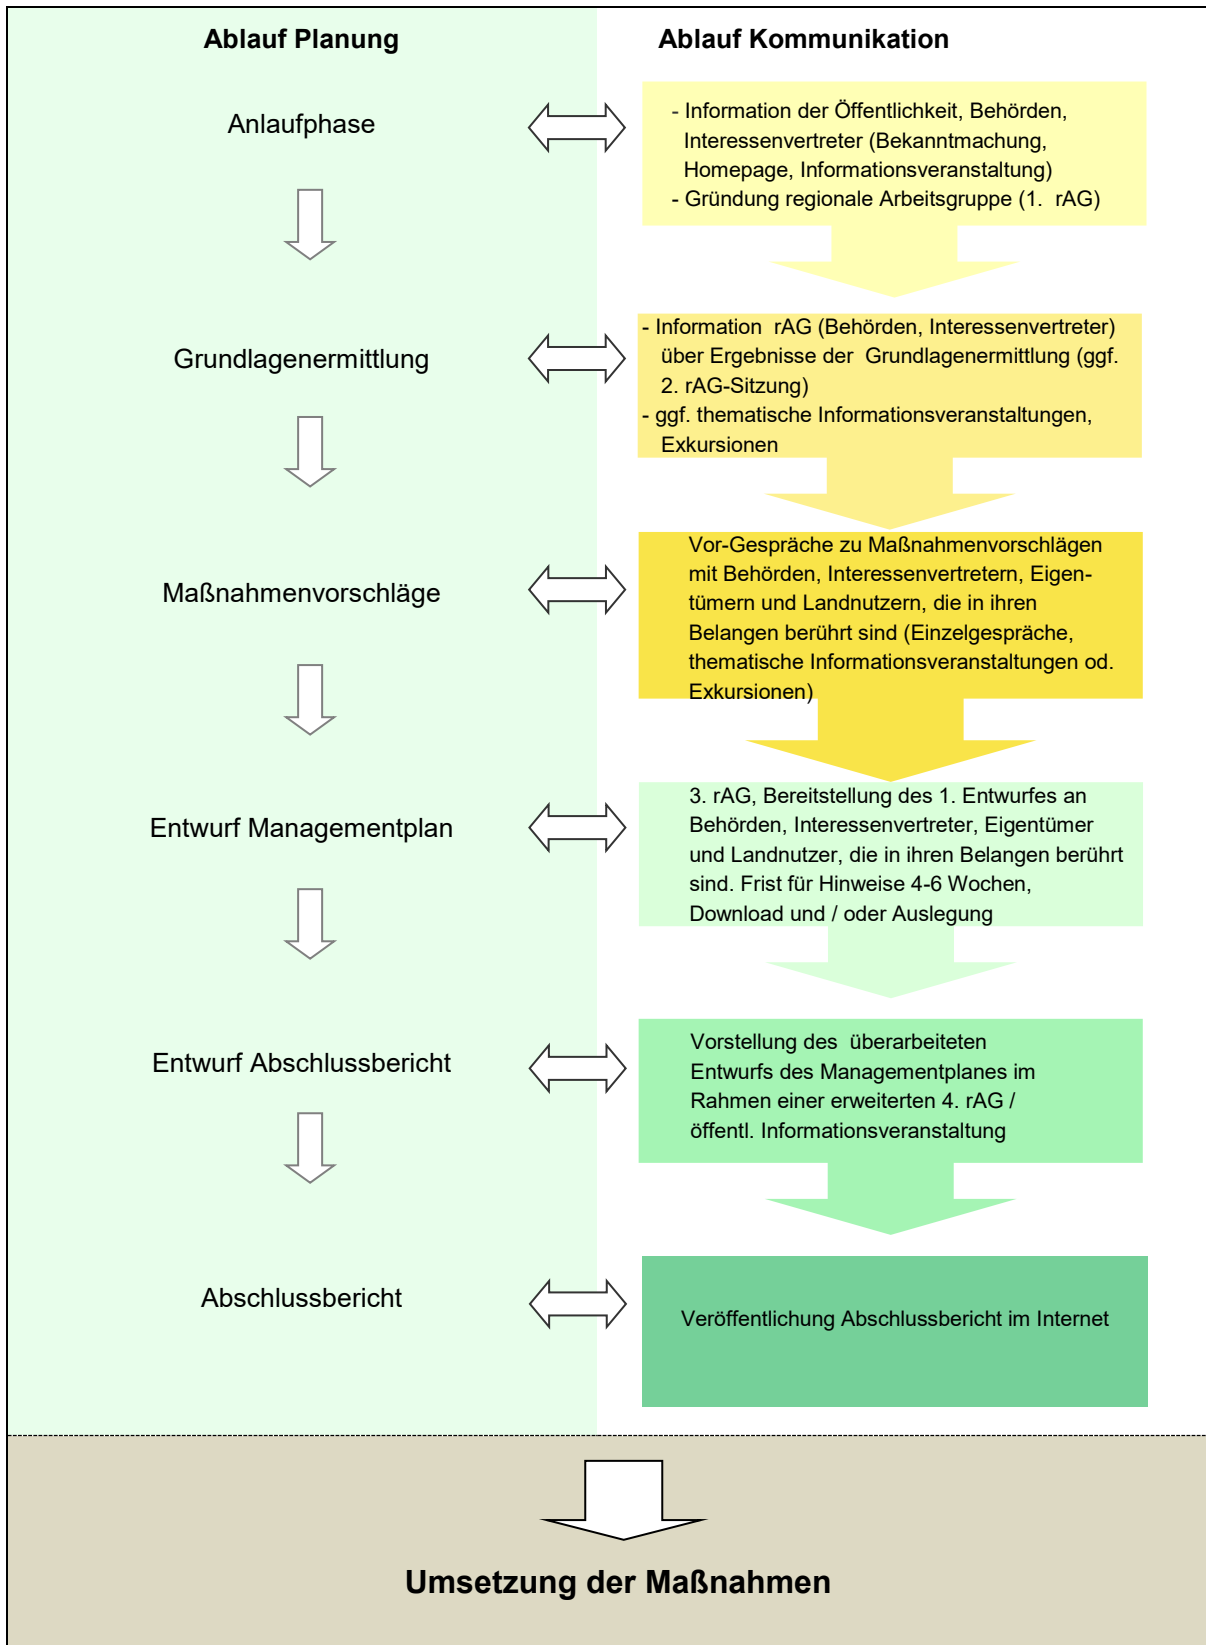 Ablauf Planung
Ablauf Kommunikation
Anlaufphase
- Information der Öffentlichkeit, Behörden,
Interessenvertreter (Bekanntmachung,
Homepage, Informationsveranstaltung)
- Gründung regionale Arbeitsgruppe (1. rAG)
Grundlagenermittlung
- Information rAG (Behörden, Interessenvertreter)
über Ergebnisse der Grundlagenermittlung (ggf.
2. rAG-Sitzung)
- ggf. thematische Informationsveranstaltungen,
Exkursionen
Maßnahmenvorschläge
Vor-Gespräche zu Maßnahmenvorschlägen
mit Behörden, Interessenvertretern, Eigen-
tümern und Landnutzern, die in ihren
Belangen berührt sind (Einzelgespräche,
thematische Informationsveranstaltungen od.
Exkursionen)
Entwurf Managementplan
3. rAG, Bereitstellung des 1. Entwurfes an
Behörden, Interessenvertreter, Eigentümer
und Landnutzer, die in ihren Belangen berührt
sind. Frist für Hinweise 4-6 Wochen,
Download und / oder Auslegung
Entwurf Abschlussbericht
Vorstellung des überarbeiteten
Entwurfs des Managementplanes im
Rahmen einer erweiterten 4. rAG /
öffentl. Informationsveranstaltung
Abschlussbericht
Veröffentlichung Abschlussbericht im Internet
Umsetzung der Maßnahmen